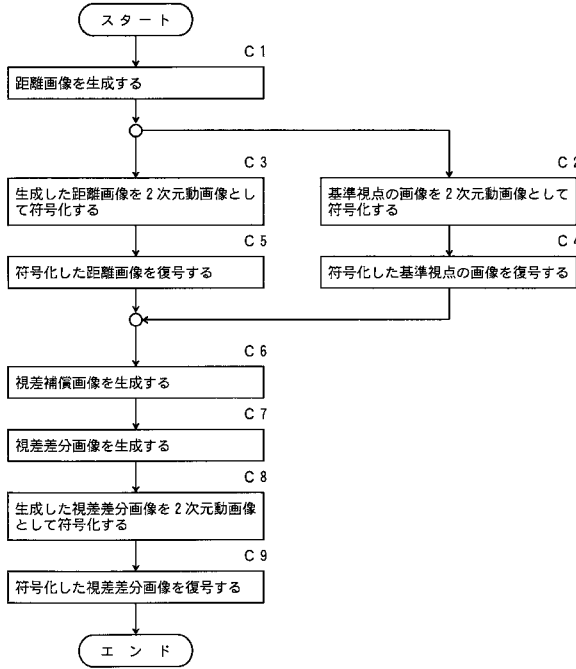 スタート
C1
距離画像を生成する
C3
生成した距離画像を2次元動画像とし
て符号化する
C2
基準視点の画像を2次元動画像として
符号化する
C5
符号化した距離画像を復号する
C4
符号化した基準視点の画像を復号する
C6
視差補償画像を生成する
C7
視差差分画像を生成する
C8
生成した視差差分画像を2次元動画像
として符号化する
C9
符号化した視差差分画像を復号する
エンド